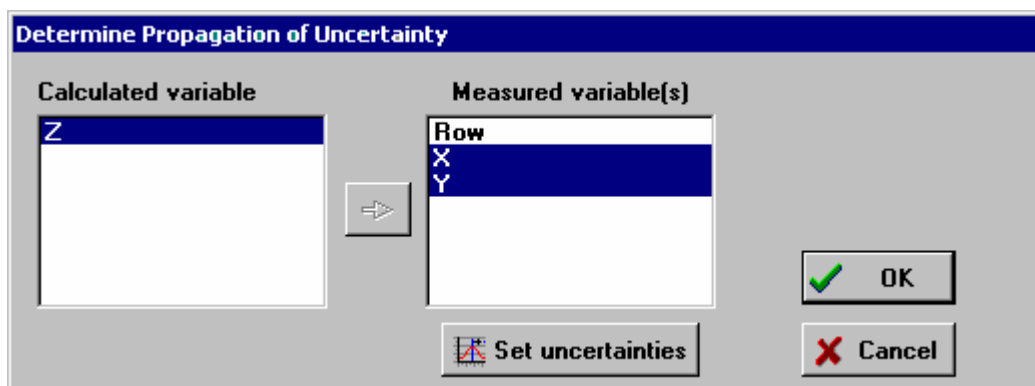 Determine Propagation of Uncertainty
Calculated variable
Measured variable(s)
Z
Row
X
Y
OK
Set uncertainties
Cancel